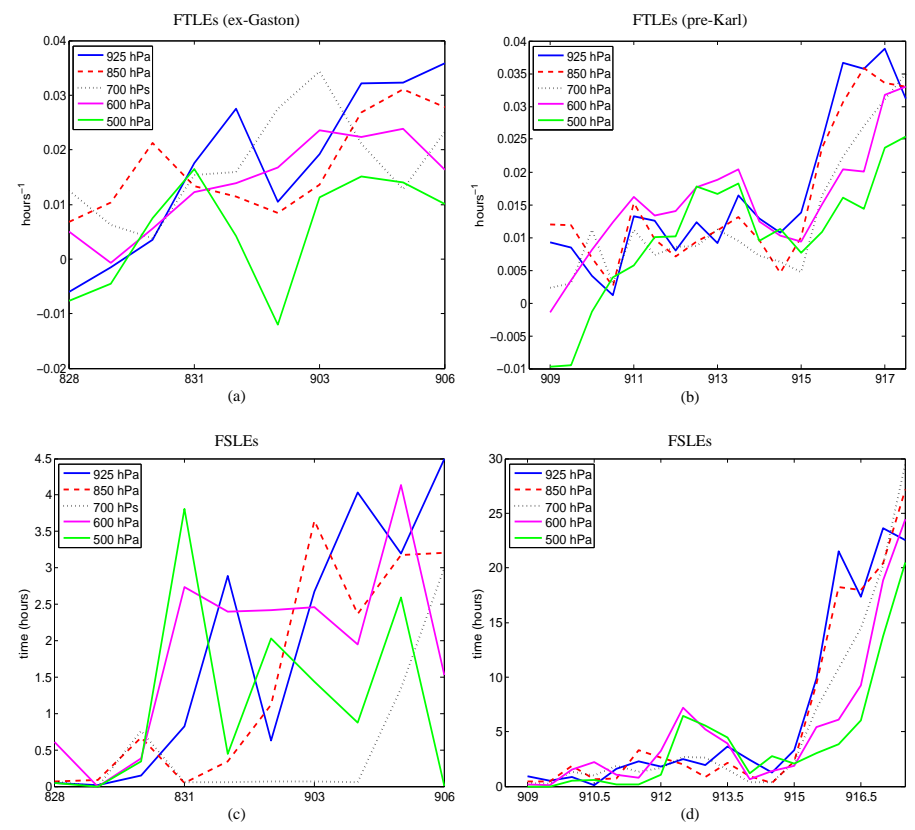 FTLEs (ex-Gaston)
0.04
0.03
0.02
0.01
0
−0.01
−0.02
hours⁻¹
925 hPa
850 hPa
700 hPs
600 hPa
500 hPa
828
831
903
906
(a)
FTLEs (pre-Karl)
0.04
0.035
0.03
0.025
0.02
0.015
0.01
0.005
0
−0.005
−0.01
hours⁻¹
925 hPa
850 hPa
700 hPa
600 hPa
500 hPa
909
911
913
915
917
(b)
FSLEs
4.5
4
3.5
3
2.5
2
1.5
1
0.5
0
time (hours)
925 hPa
850 hPa
700 hPs
600 hPa
500 hPa
828
831
903
906
(c)
FSLEs
30
25
20
15
10
5
0
time (hours)
925 hPa
850 hPa
700 hPa
600 hPa
500 hPa
909
910.5
912
913.5
915
916.5
(d)